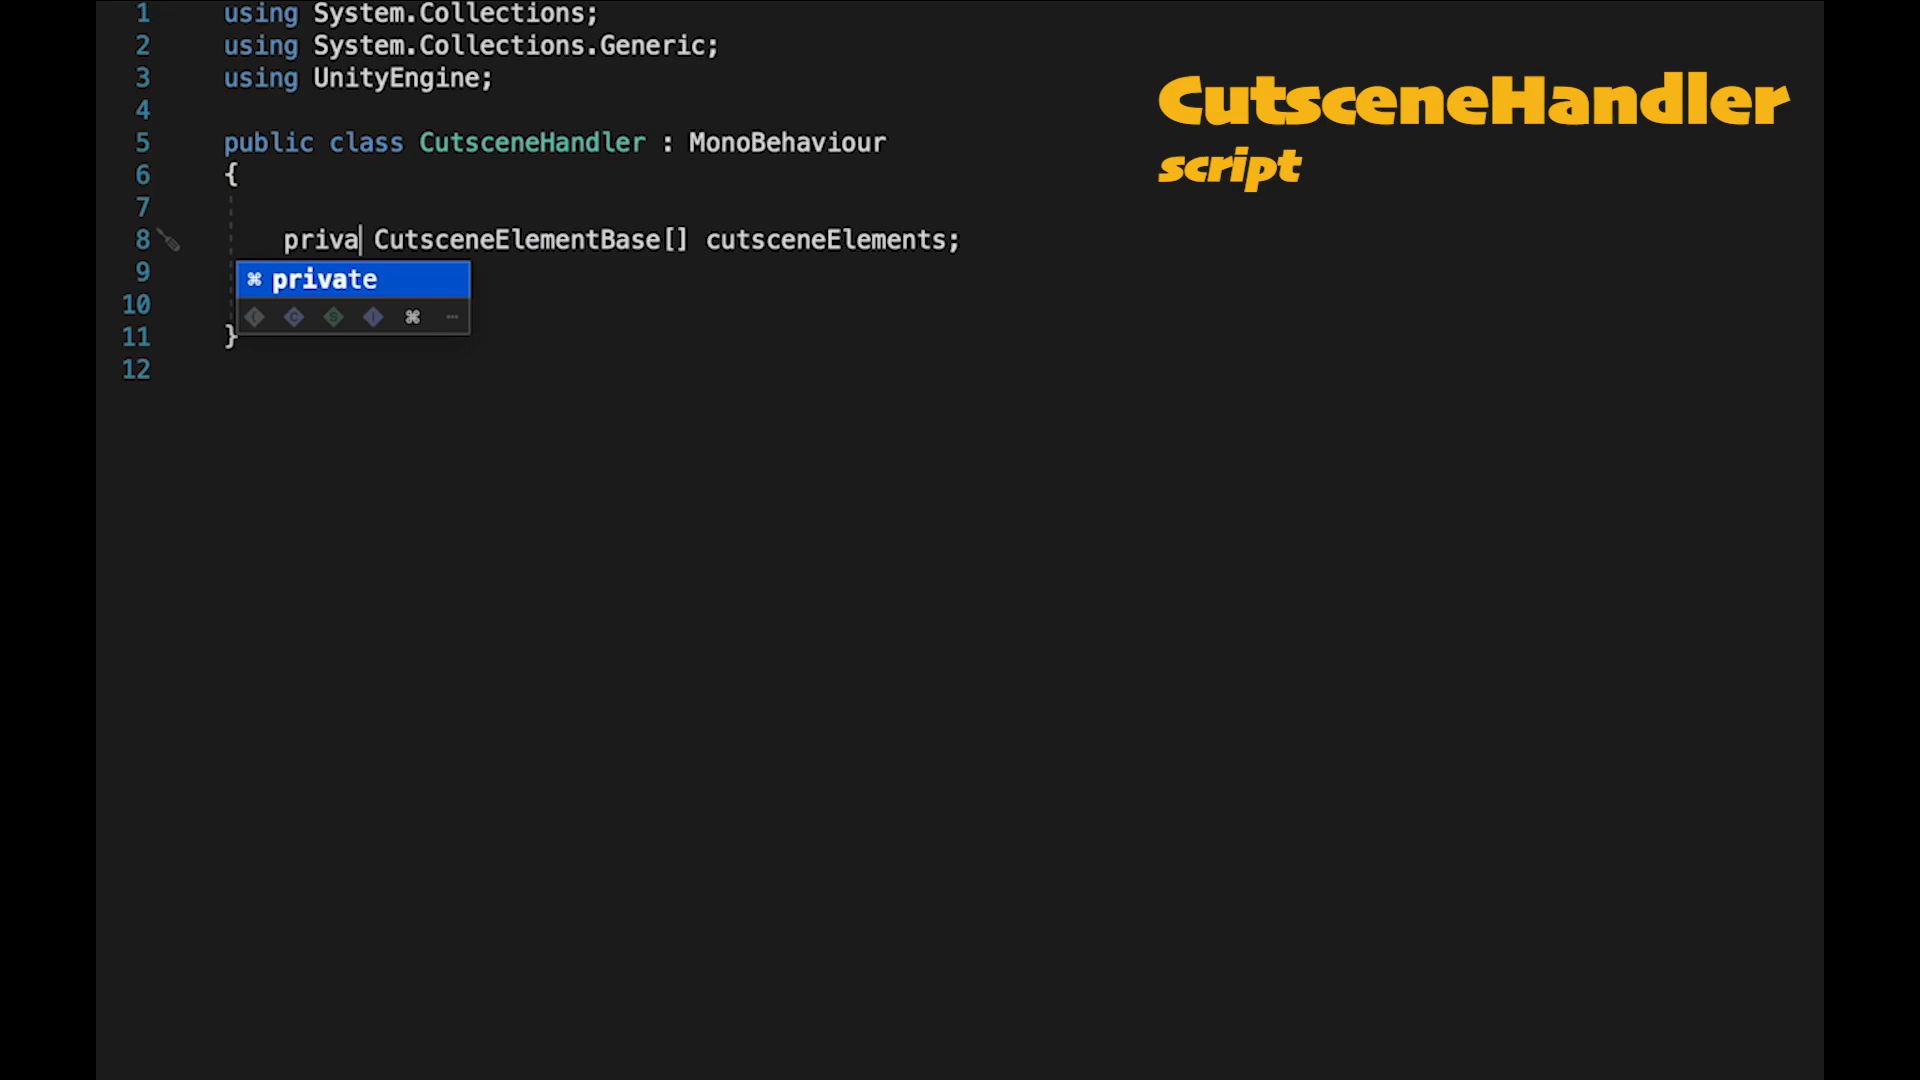 1 using System.Collections;
2 using System.Collections.Generic;
3 using UnityEngine;
4
5 public class CutsceneHandler : MonoBehaviour
6 {
7
8 priva CutsceneElementBase[] cutsceneElements;
9
⌘ private
10
11 }
12
CutsceneHandler
script